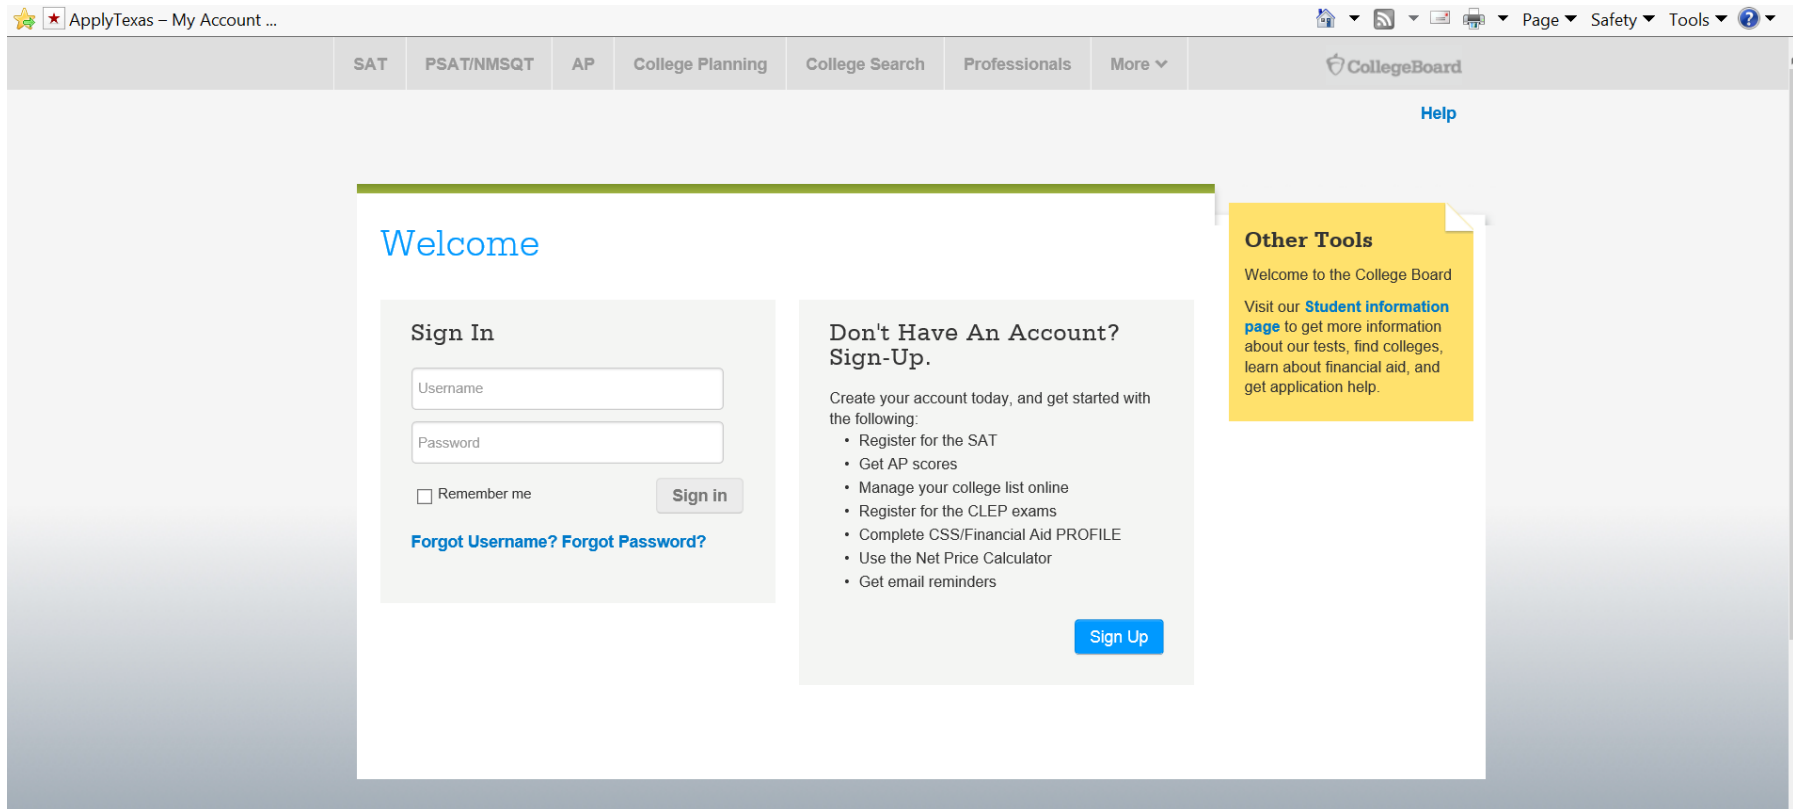 ApplyTexas – My Account ...
Page
Safety
Tools
SAT
PSAT/NMSQT
AP
College Planning
College Search
Professionals
More
CollegeBoard
Help
Welcome
Sign In
Username
Password
Remember me
Sign in
Forgot Username? Forgot Password?
Don't Have An Account?
Sign-Up.
Create your account today, and get started with
the following:
• Register for the SAT
• Get AP scores
• Manage your college list online
• Register for the CLEP exams
• Complete CSS/Financial Aid PROFILE
• Use the Net Price Calculator
• Get email reminders
Sign Up
Other Tools
Welcome to the College Board
Visit our Student information
page to get more information
about our tests, find colleges,
learn about financial aid, and
get application help.